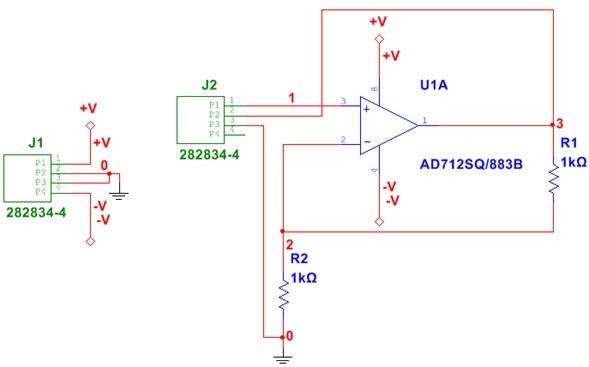 +V
+V
J1
P1 1
P2 2
P3 3
P4 4
0
282834-4
-V
-V
J2
P1 1
P2 2
P3 3
P4 4
282834-4
1
+V
+V
8
U1A
3
+
2
−
1
4
AD712SQ/883B
-V
-V
3
R1
1kΩ
2
R2
1kΩ
0